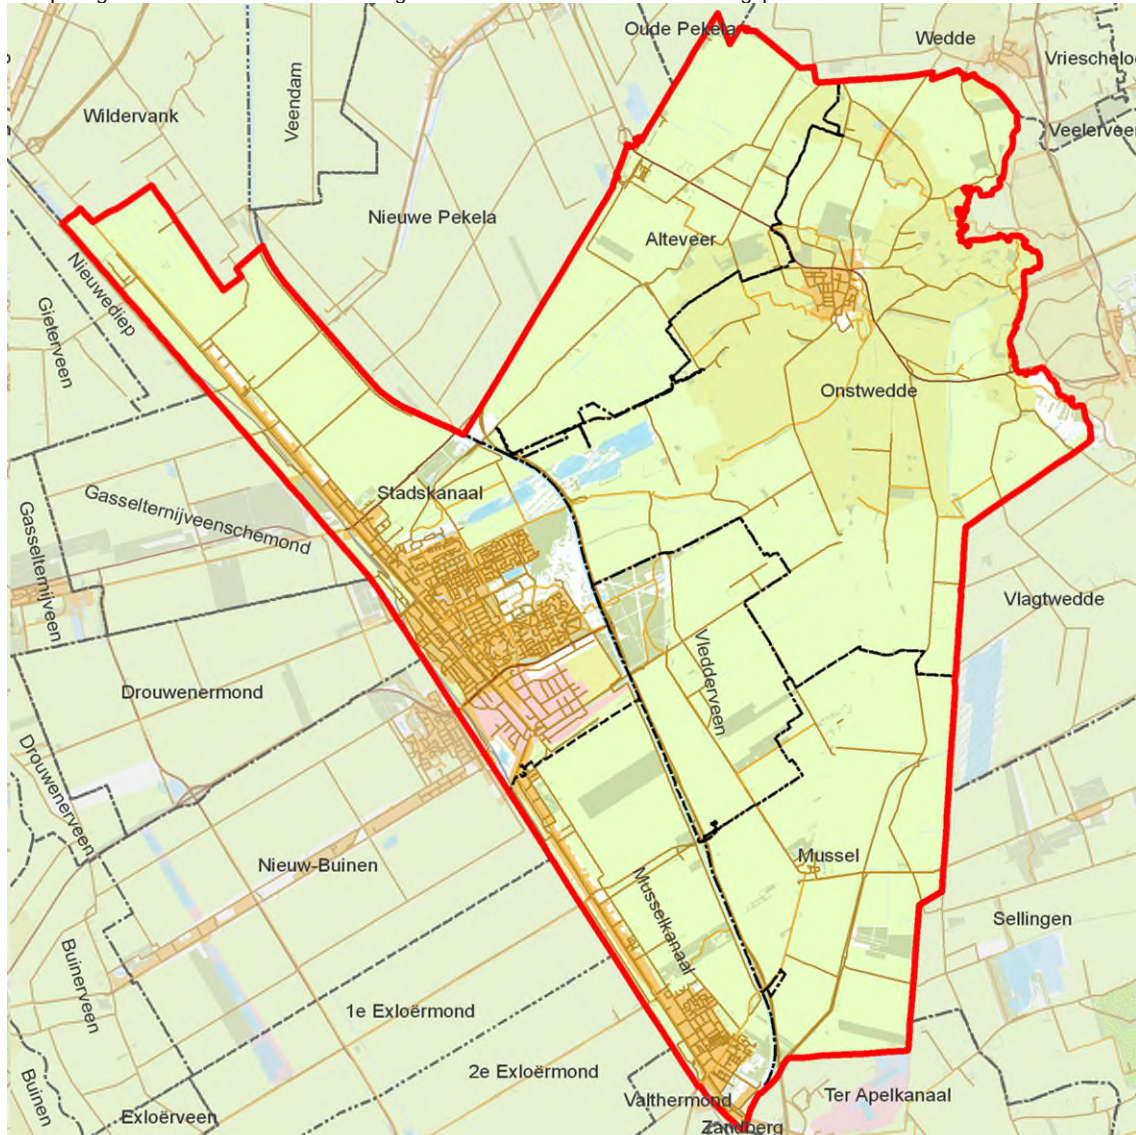 Oude Pekela
Wedde
Vriescheloo
Wildervank
Veendam
Veelerveen
Nieuwe Pekela
Alteveer
Nieuwediep
Gieterveen
Onstwedde
Stadskanaal
Gasselternijveenschemond
Gasselternijveen
Vlagtwedde
Drouwenermond
Vledderveen
Drouwenerveen
Nieuw-Buinen
Mussel
Musselkanaal
Sellingen
Buinerveen
1e Exloërmond
2e Exloërmond
Buinen
Valthermond
Ter Apelkanaal
Exloërveen
Zandberg